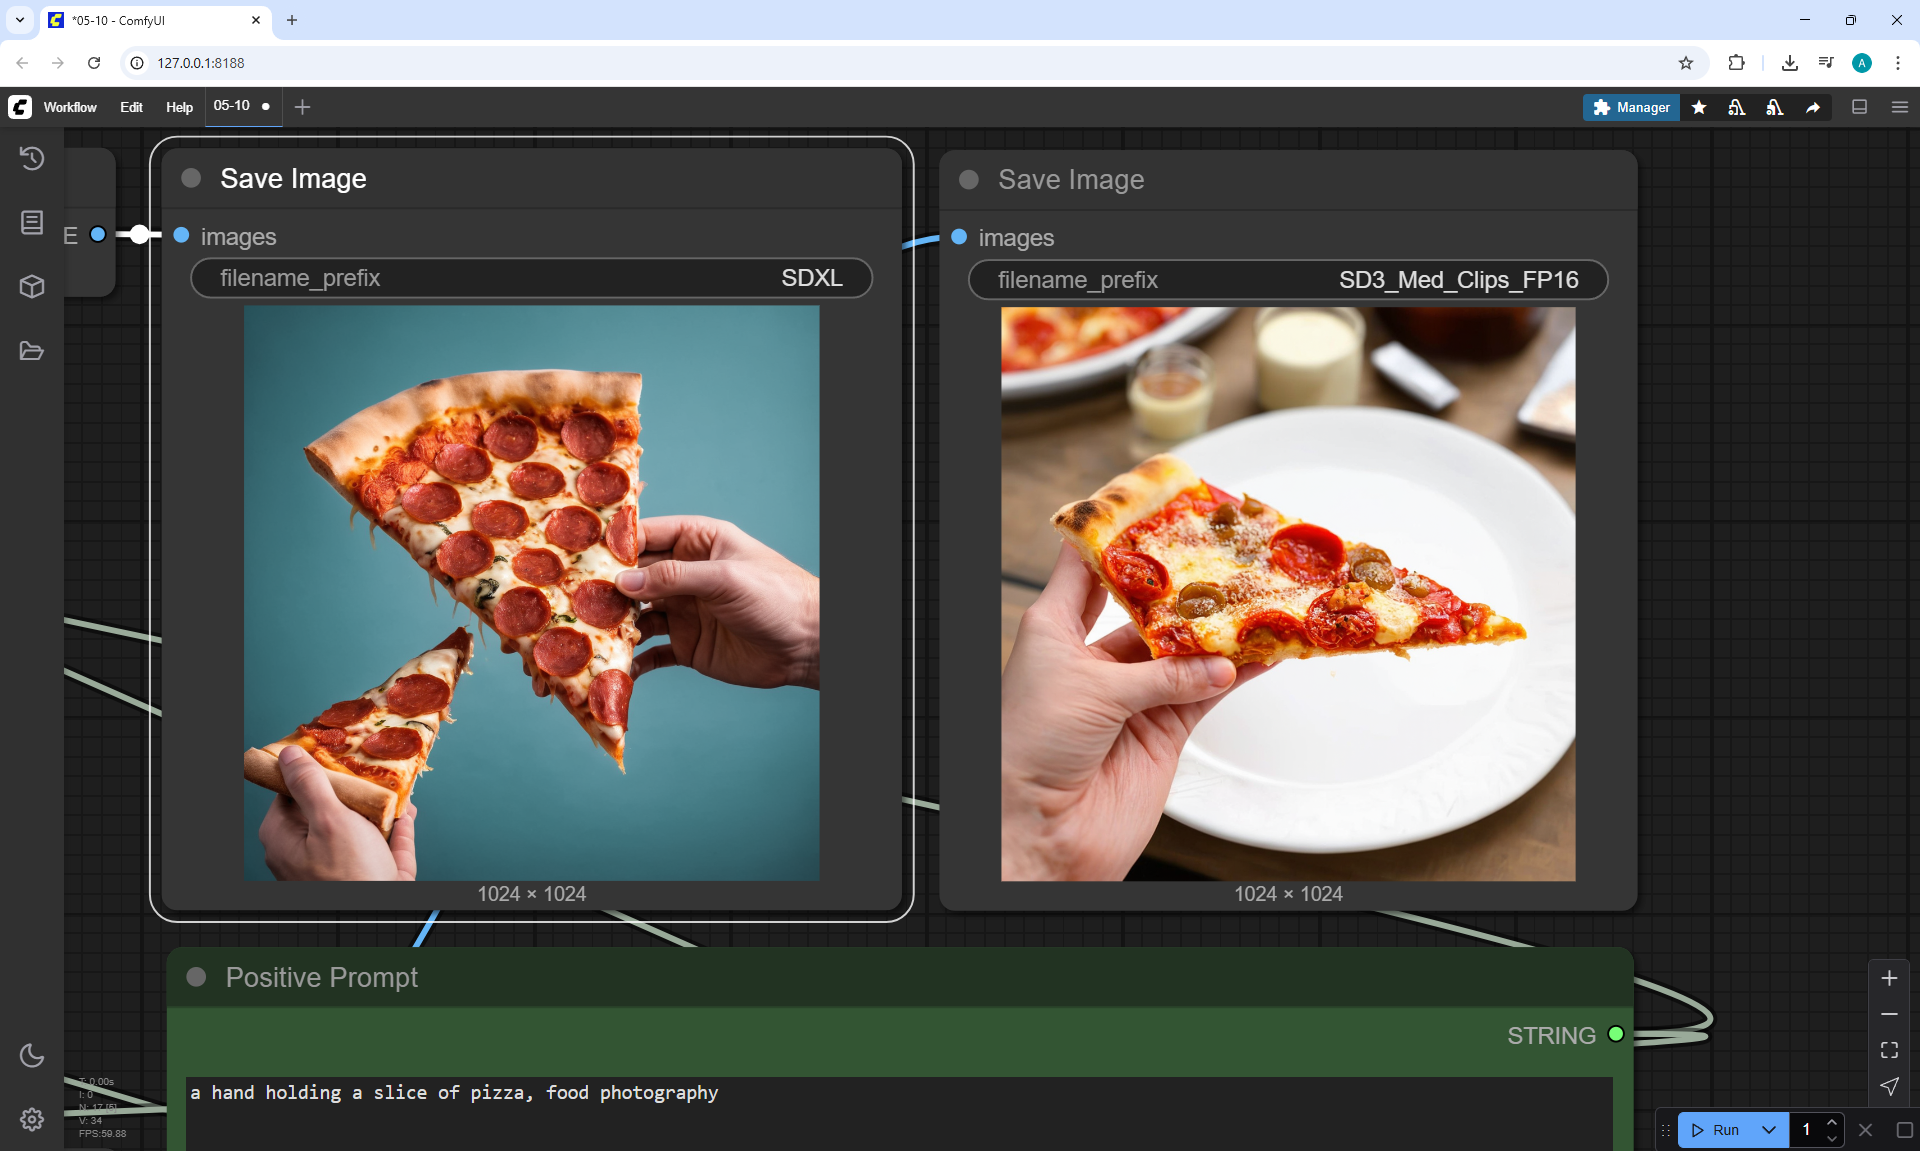 *05-10 - ComfyUI
127.0.0.1:8188
A
Workflow Edit Help 05-10
Manager
Save Image
E
images
filename_prefix SDXL
1024 × 1024
Save Image
images
filename_prefix SD3_Med_Clips_FP16
1024 × 1024
Positive Prompt
STRING
a hand holding a slice of pizza, food photography
T: 0.00s
I: 0
N: 17 [5]
V: 34
FPS:59.88
Run 1